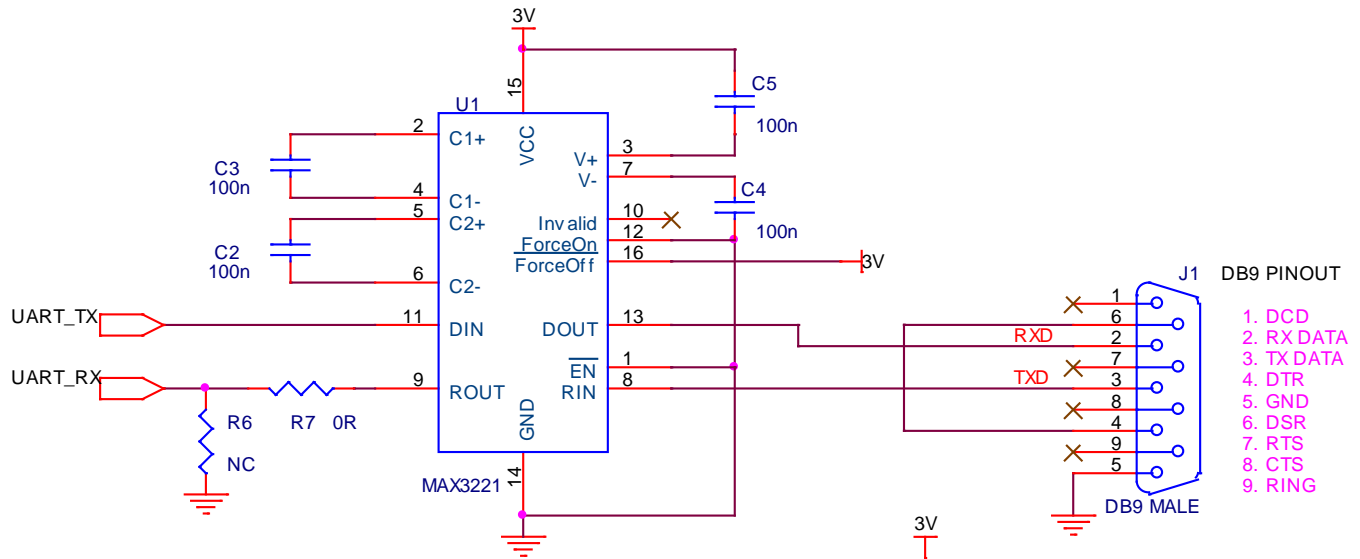 3V
U1
15
VCC
C5
100n
2
C1+
C3
100n
4
C1-
5
C2+
C2
100n
6
C2-
V+
3
V-
7
C4
100n
Invalid
10
ForceOn
12
ForceOff
16
3V
UART_TX
11
DIN
DOUT
13
UART_RX
9
ROUT
EN
1
RIN
8
R6
NC
R7 0R
GND
14
MAX3221
RXD
TXD
J1
DB9 PINOUT
1
6
2
7
3
8
4
9
5
DB9 MALE
1. DCD
2. RX DATA
3. TX DATA
4. DTR
5. GND
6. DSR
7. RTS
8. CTS
9. RING
3V